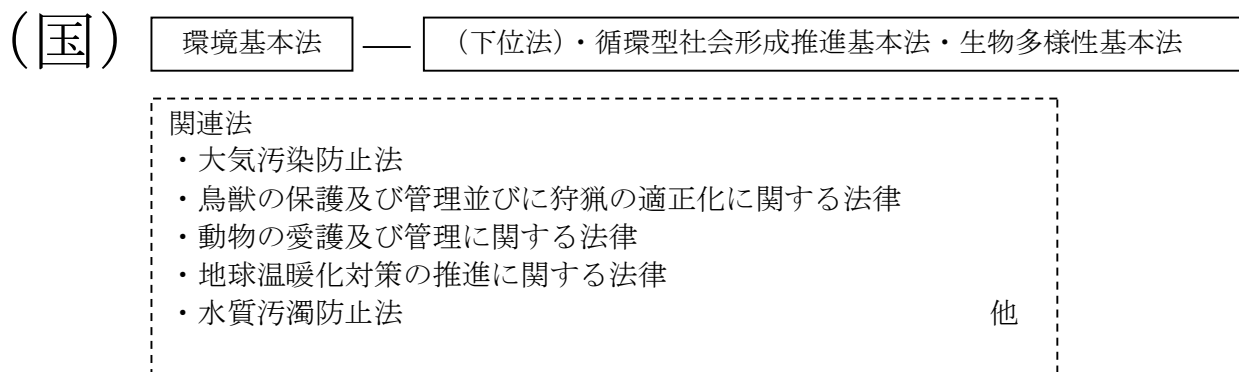 (国) 環境基本法 (下位法)・循環型社会形成推進基本法・生物多様性基本法
関連法
・大気汚染防止法
・鳥獣の保護及び管理並びに狩猟の適正化に関する法律
・動物の愛護及び管理に関する法律
・地球温暖化対策の推進に関する法律
・水質汚濁防止法 他